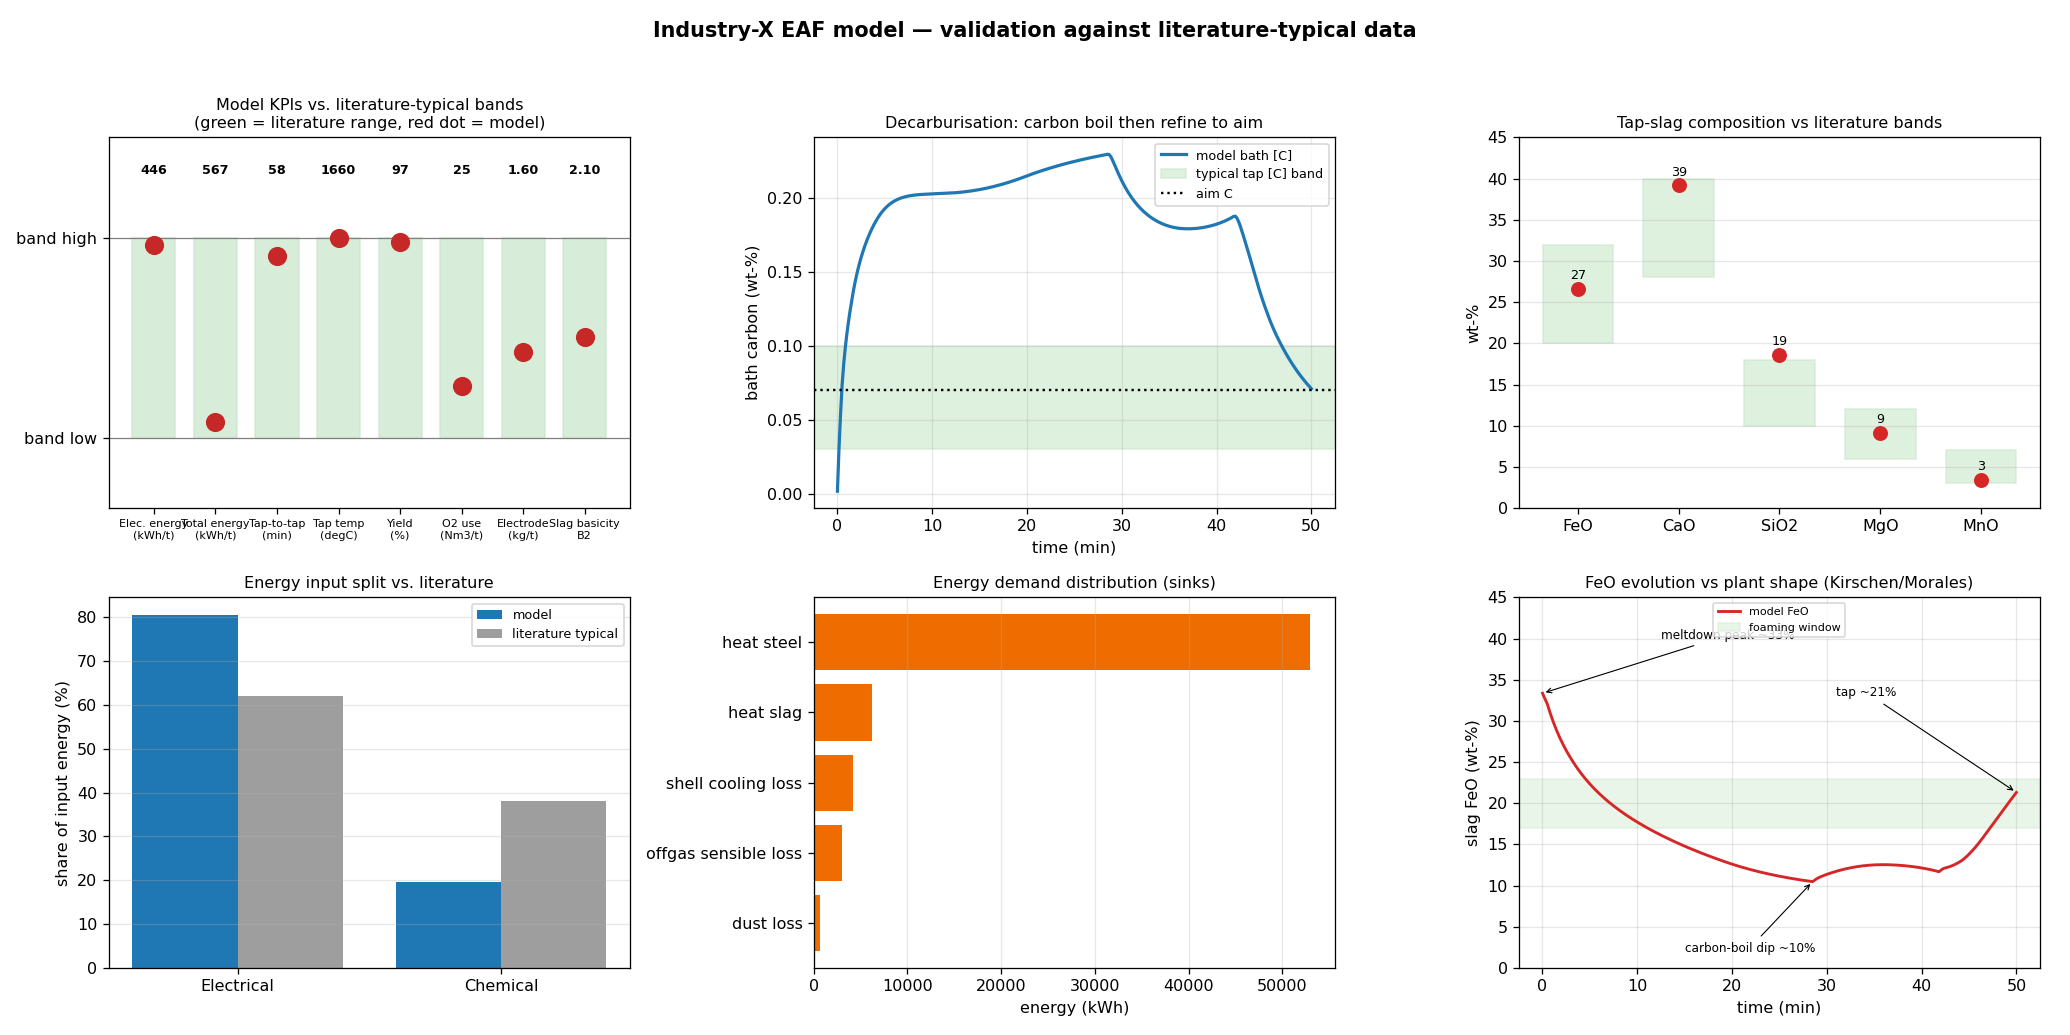 Industry-X EAF model — validation against literature-typical data
Model KPIs vs. literature-typical bands
(green = literature range, red dot = model)
446 567 58 1660 97 25 1.60 2.10
band high
band low
Elec. energy
(kWh/t)
Total energy
(kWh/t)
Tap-to-tap
(min)
Tap temp
(degC)
Yield
(%)
O2 use
(Nm3/t)
Electrode
(kg/t)
Slag basicity
B2
Decarburisation: carbon boil then refine to aim
model bath [C]
typical tap [C] band
aim C
bath carbon (wt-%)
0.20
0.15
0.10
0.05
0.00
0 10 20 30 40 50
time (min)
Tap-slag composition vs literature bands
wt-%
45
40
35
30
25
20
15
10
5
0
27
39
19
9
3
FeO CaO SiO2 MgO MnO
Energy input split vs. literature
model
literature typical
share of input energy (%)
80
70
60
50
40
30
20
10
0
Electrical Chemical
Energy demand distribution (sinks)
heat steel
heat slag
shell cooling loss
offgas sensible loss
dust loss
0 10000 20000 30000 40000 50000
energy (kWh)
FeO evolution vs plant shape (Kirschen/Morales)
model FeO
foaming window
meltdown peak ~33%
tap ~21%
carbon-boil dip ~10%
slag FeO (wt-%)
45
40
35
30
25
20
15
10
5
0
0 10 20 30 40 50
time (min)